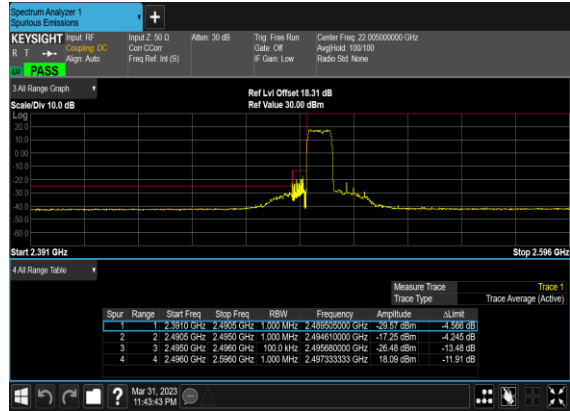 Spectrum Analyzer 1
Spurious Emissions
KEYSIGHT Input: RF Input Z: 50 Ω Atten: 30 dB Trig: Free Run Center Freq: 22.005000000 GHz
R T Coupling: DC Corr CCorr Gate: Off Avg|Hold: 100/100
Align: Auto Freq Ref: Int (S) IF Gain: Low Radio Std: None
PASS
3 All Range Graph
Ref Lvl Offset 18.31 dB
Scale/Div 10.0 dB Ref Value 30.00 dBm
Log
20.0
10.0
0.00
-10.0
-20.0
-30.0
-40.0
-50.0
-60.0
Start 2.391 GHz Stop 2.596 GHz
4 All Range Table
Measure Trace Trace 1
Trace Type Trace Average (Active)
Spur Range Start Freq Stop Freq RBW Frequency Amplitude ΔLimit
1 1 2.3910 GHz 2.4905 GHz 1.000 MHz 2.489505000 GHz -29.57 dBm -4.566 dB
2 2 2.4905 GHz 2.4950 GHz 1.000 MHz 2.494610000 GHz -17.25 dBm -4.245 dB
3 3 2.4950 GHz 2.4960 GHz 100.0 kHz 2.495680000 GHz -26.48 dBm -13.48 dB
4 4 2.4960 GHz 2.5960 GHz 1.000 MHz 2.497333333 GHz 18.09 dBm -11.91 dB
Mar 31, 2023
11:43:43 PM